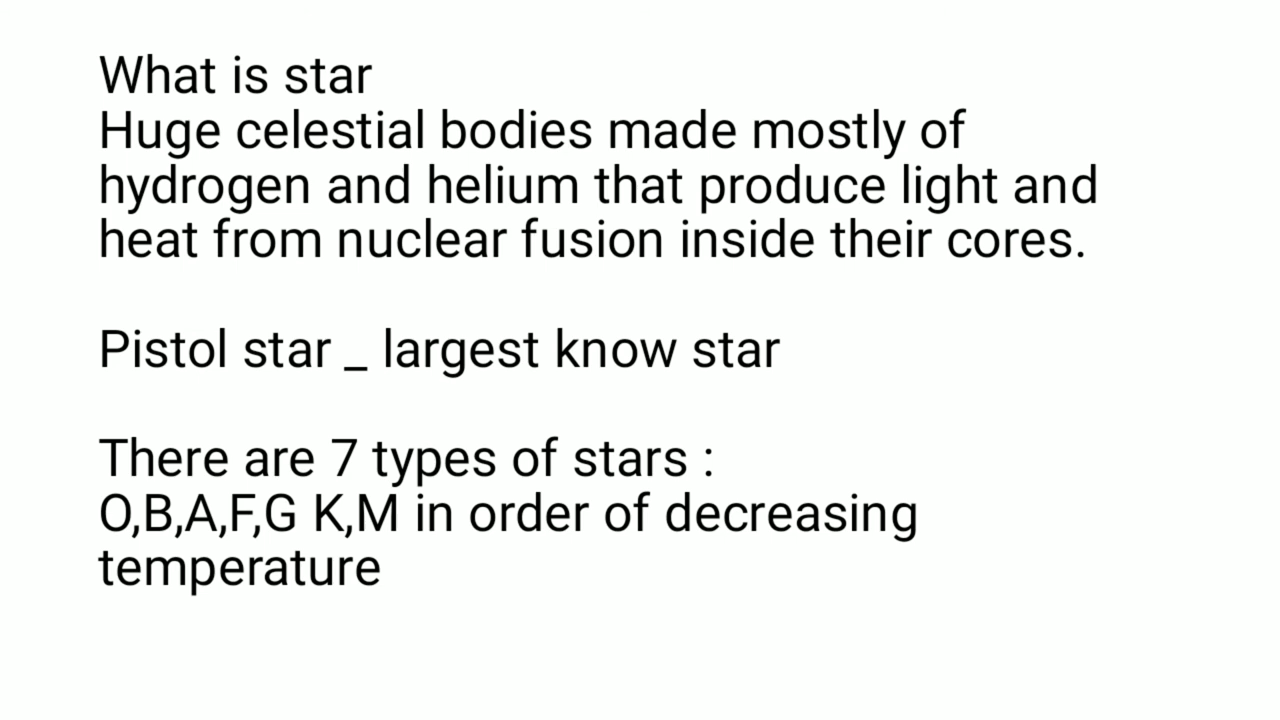 What is star
Huge celestial bodies made mostly of
hydrogen and helium that produce light and
heat from nuclear fusion inside their cores.
Pistol star _ largest know star
There are 7 types of stars :
O,B,A,F,G K,M in order of decreasing
temperature